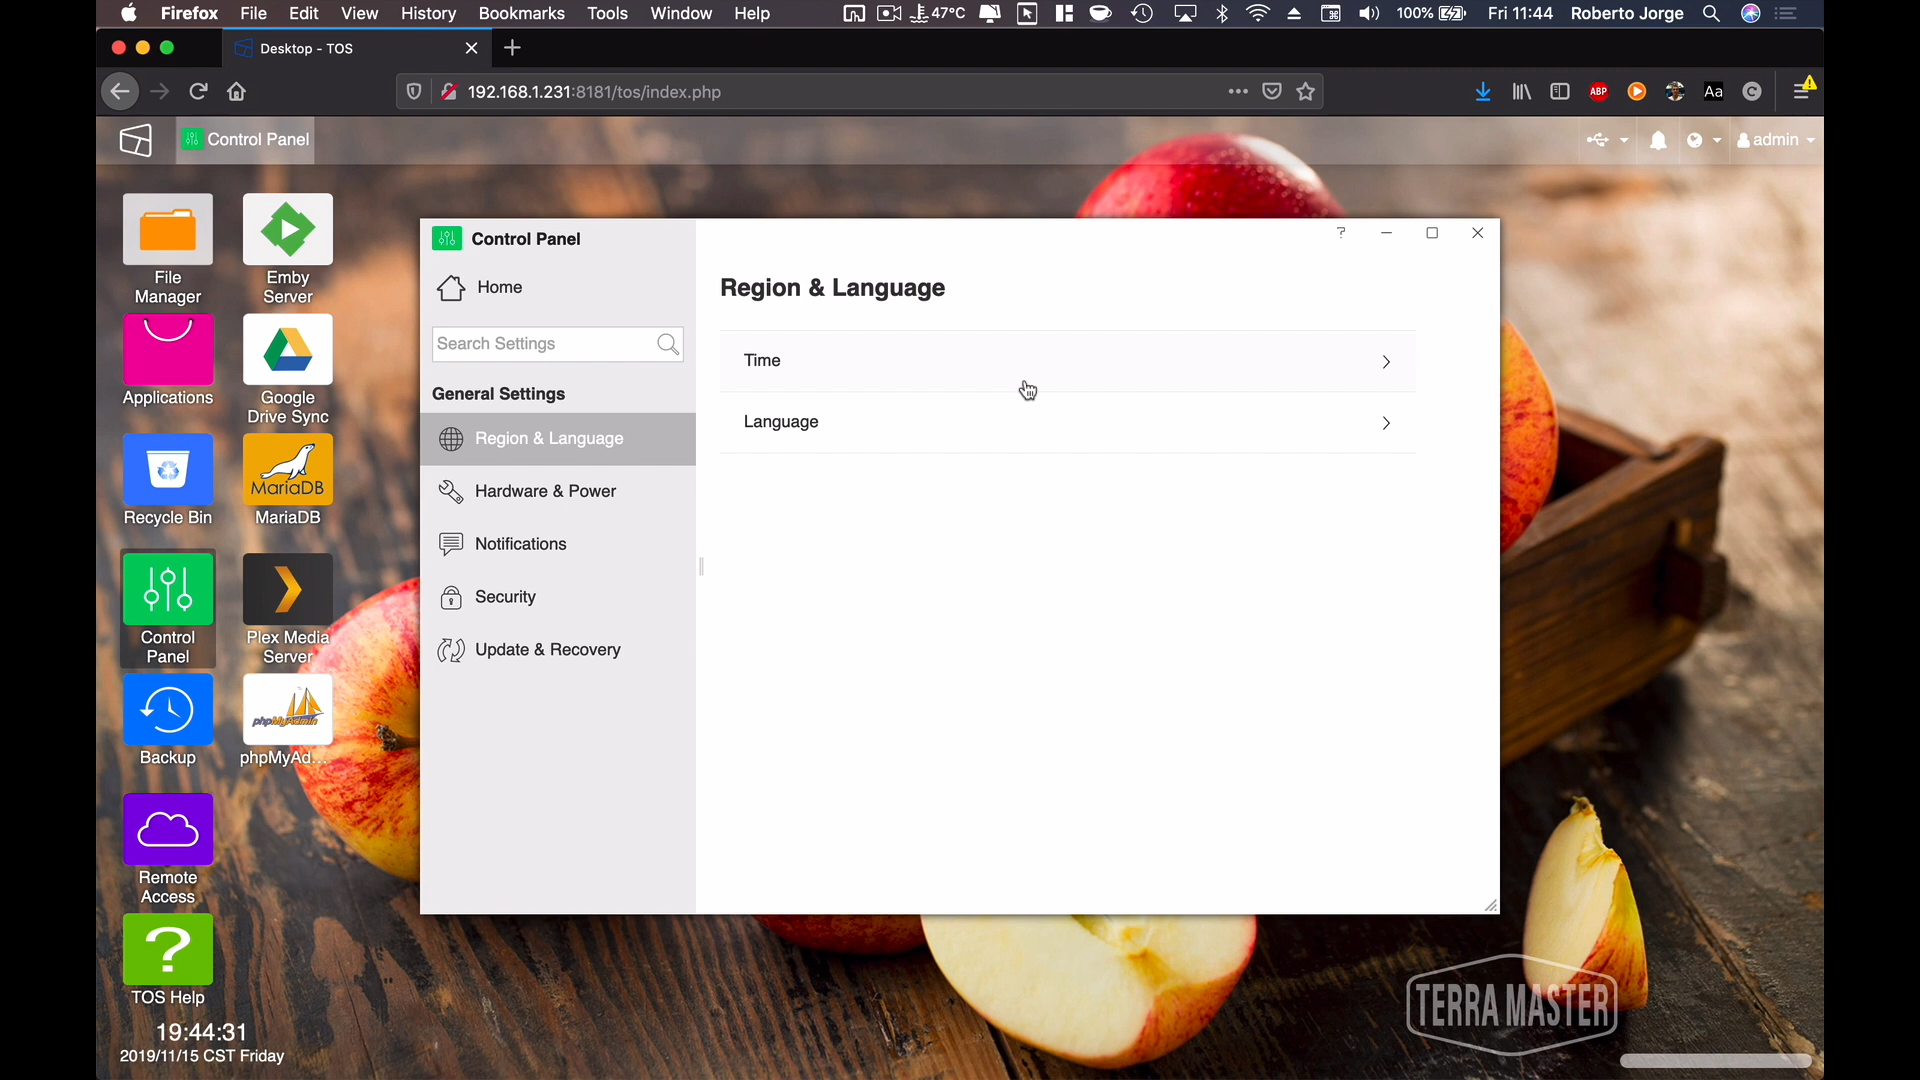 Firefox File Edit View History Bookmarks Tools Window Help 47°C 100% Fri 11:44 Roberto Jorge
Desktop - TOS
192.168.1.231:8181/tos/index.php
ABP
Aa
Control Panel
admin
File Manager
Emby Server
Applications
Google Drive Sync
Recycle Bin
MariaDB
MariaDB
Control Panel
Plex Media Server
Backup
phpMyAdmin
phpMyAd...
Remote Access
TOS Help
19:44:31
2019/11/15 CST Friday
Control Panel
Home
Search Settings
General Settings
Region & Language
Hardware & Power
Notifications
Security
Update & Recovery
Region & Language
Time
Language
TERRA MASTER